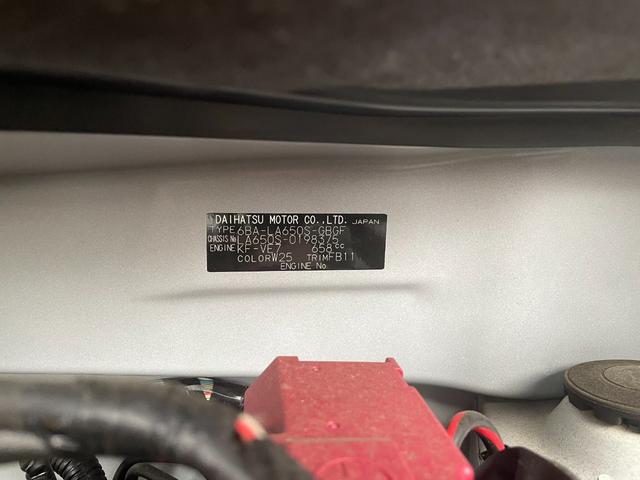 DAIHATSU MOTOR CO.,LTD. JAPAN
TYPE 6BA-LA650S-GBGF
CHASSIS No LA650S-0198375
ENGINE KF-VE7 658cc
COLOR W25 TRIM FB11
ENGINE No